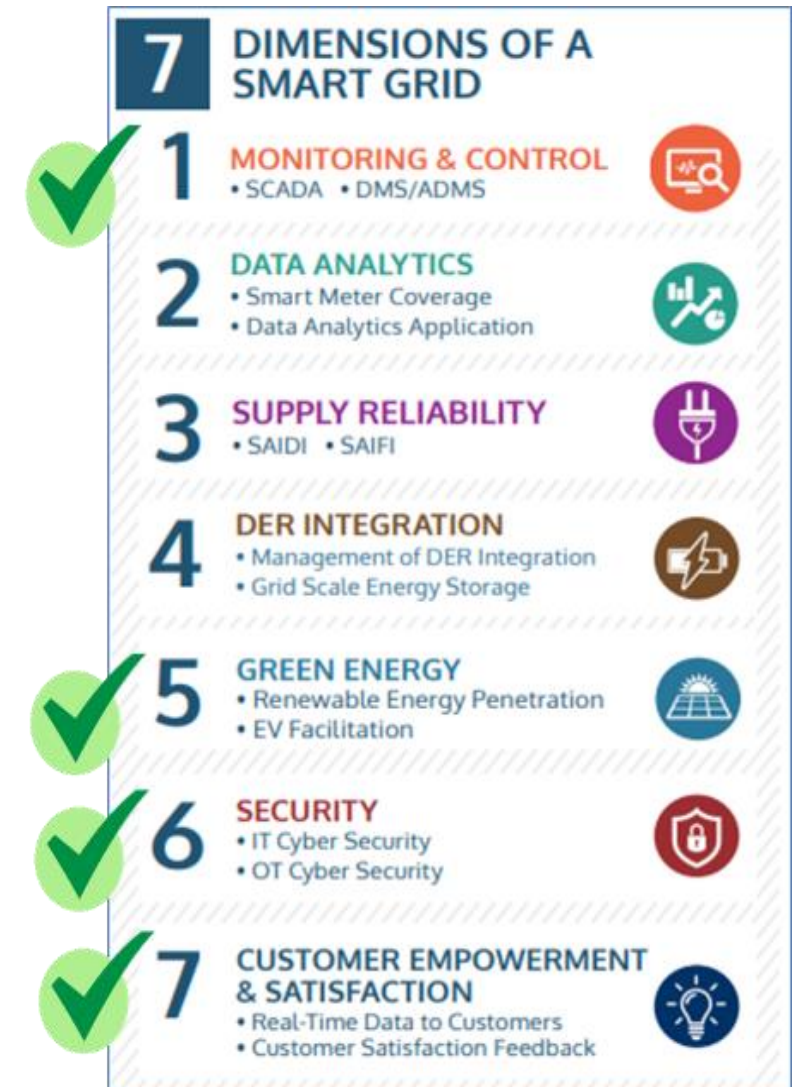 7 DIMENSIONS OF A
SMART GRID
1 MONITORING & CONTROL
• SCADA • DMS/ADMS
2 DATA ANALYTICS
• Smart Meter Coverage
• Data Analytics Application
3 SUPPLY RELIABILITY
• SAIDI • SAIFI
4 DER INTEGRATION
• Management of DER Integration
• Grid Scale Energy Storage
5 GREEN ENERGY
• Renewable Energy Penetration
• EV Facilitation
6 SECURITY
• IT Cyber Security
• OT Cyber Security
7 CUSTOMER EMPOWERMENT
& SATISFACTION
• Real-Time Data to Customers
• Customer Satisfaction Feedback